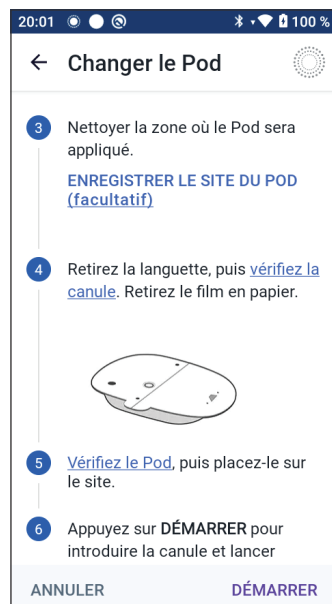 20:01 100 %
Changer le Pod
3 Nettoyer la zone où le Pod sera
appliqué.
ENREGISTRER LE SITE DU POD
(facultatif)
4 Retirez la languette, puis vérifiez la
canule. Retirez le film en papier.
5 Vérifiez le Pod, puis placez-le sur
le site.
6 Appuyez sur DÉMARRER pour
introduire la canule et lancer
ANNULER DÉMARRER